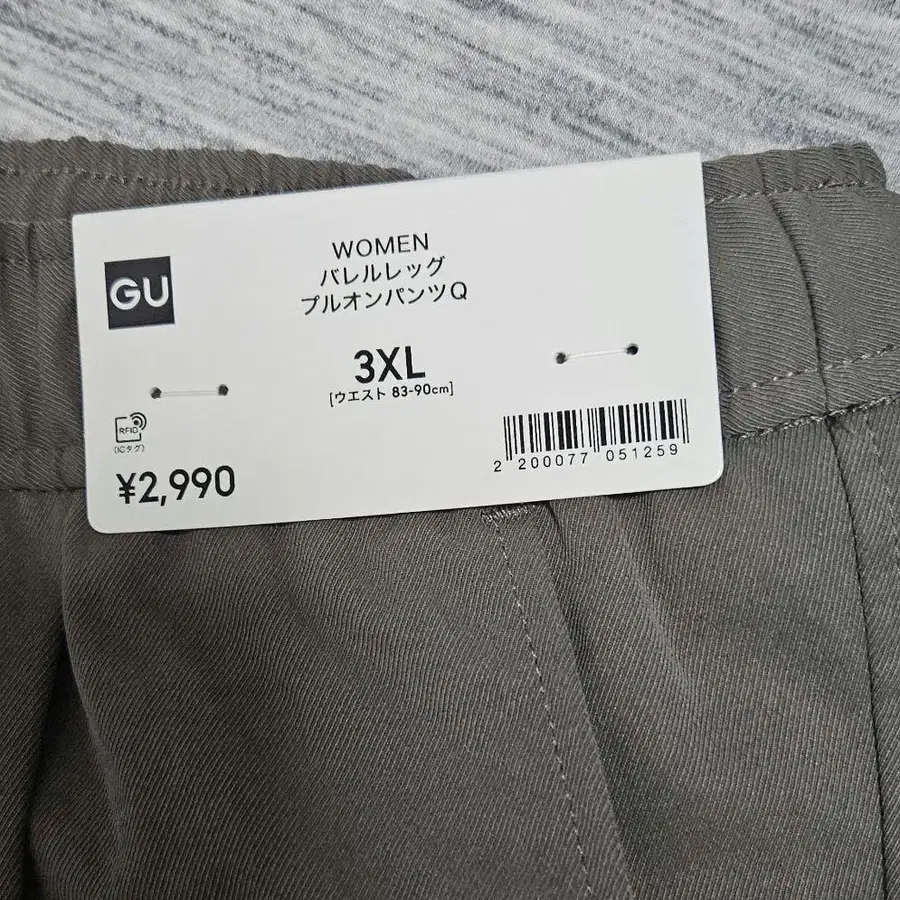 GU
WOMEN
バレルレッグ
プルオンパンツQ
3XL
[ウエスト 83-90cm]
RFID
(ICタグ)
¥2,990
2 200077 051259